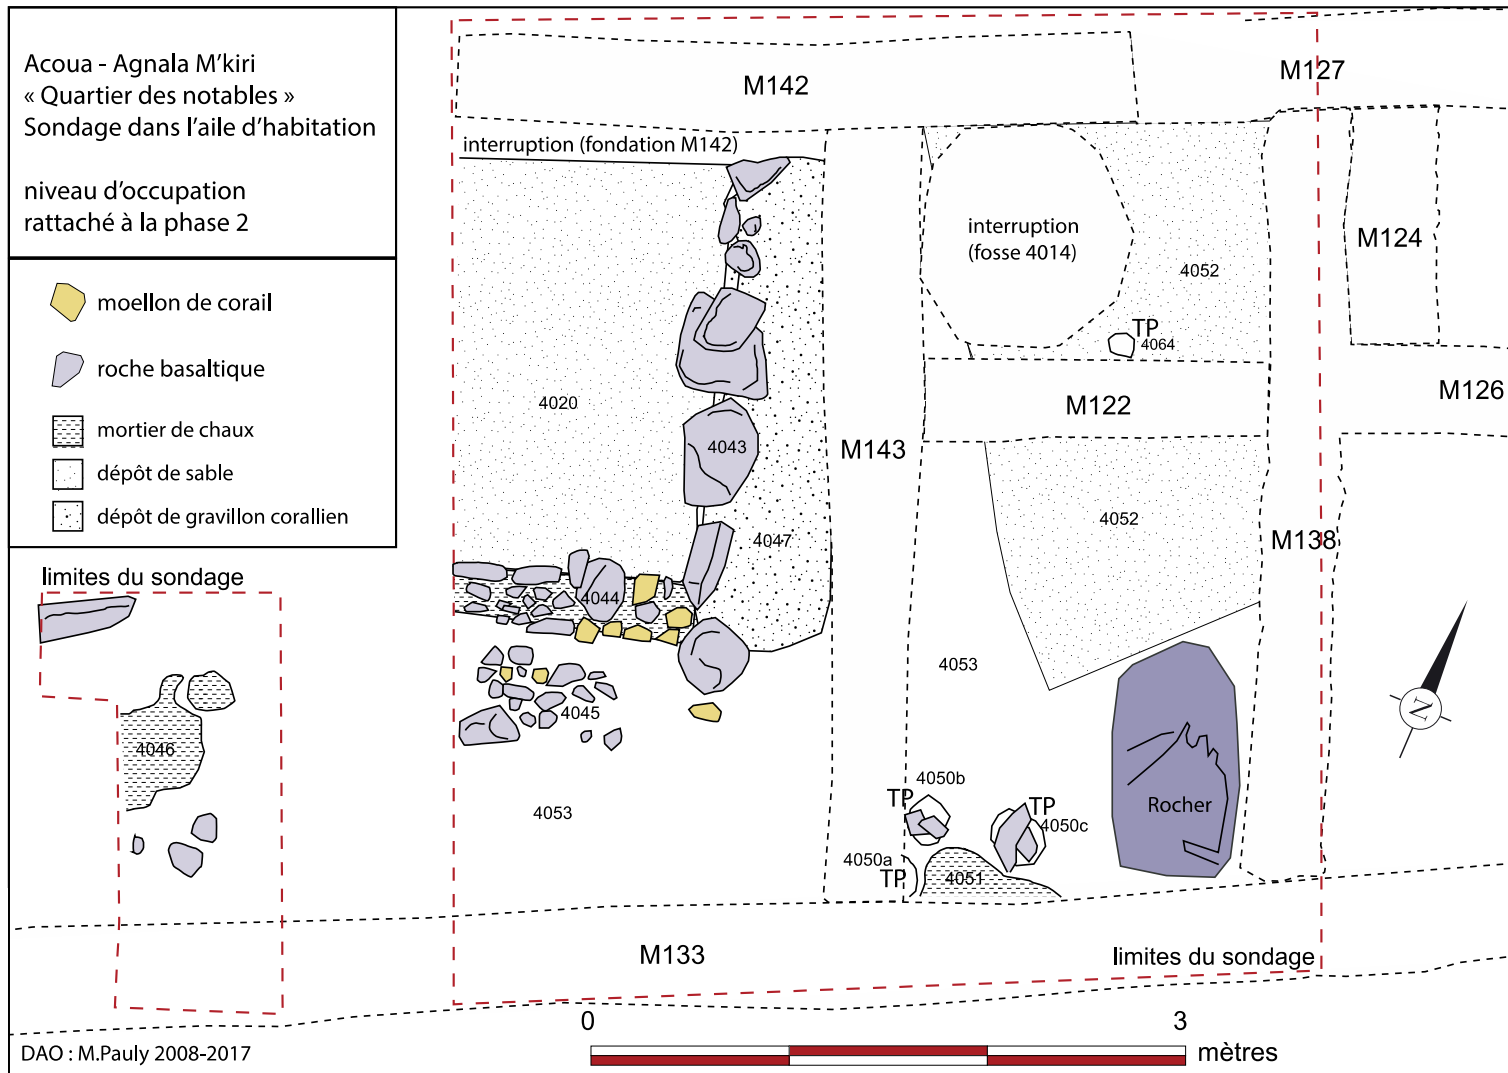 Acoua - Agnala M'kiri
« Quartier des notables »
Sondage dans l'aile d'habitation
niveau d'occupation
rattaché à la phase 2
moellon de corail
roche basaltique
mortier de chaux
dépôt de sable
dépôt de gravillon corallien
limites du sondage
4046
M142
M127
interruption (fondation M142)
interruption
(fosse 4014)
4052
M124
TP
4064
4020
M122
M126
4043
M143
4052
4047
M138
4044
4053
4045
4053
4050b
TP
TP
4050c
Rocher
4050a
TP
4051
N
M133
limites du sondage
0
3
mètres
DAO : M.Pauly 2008-2017